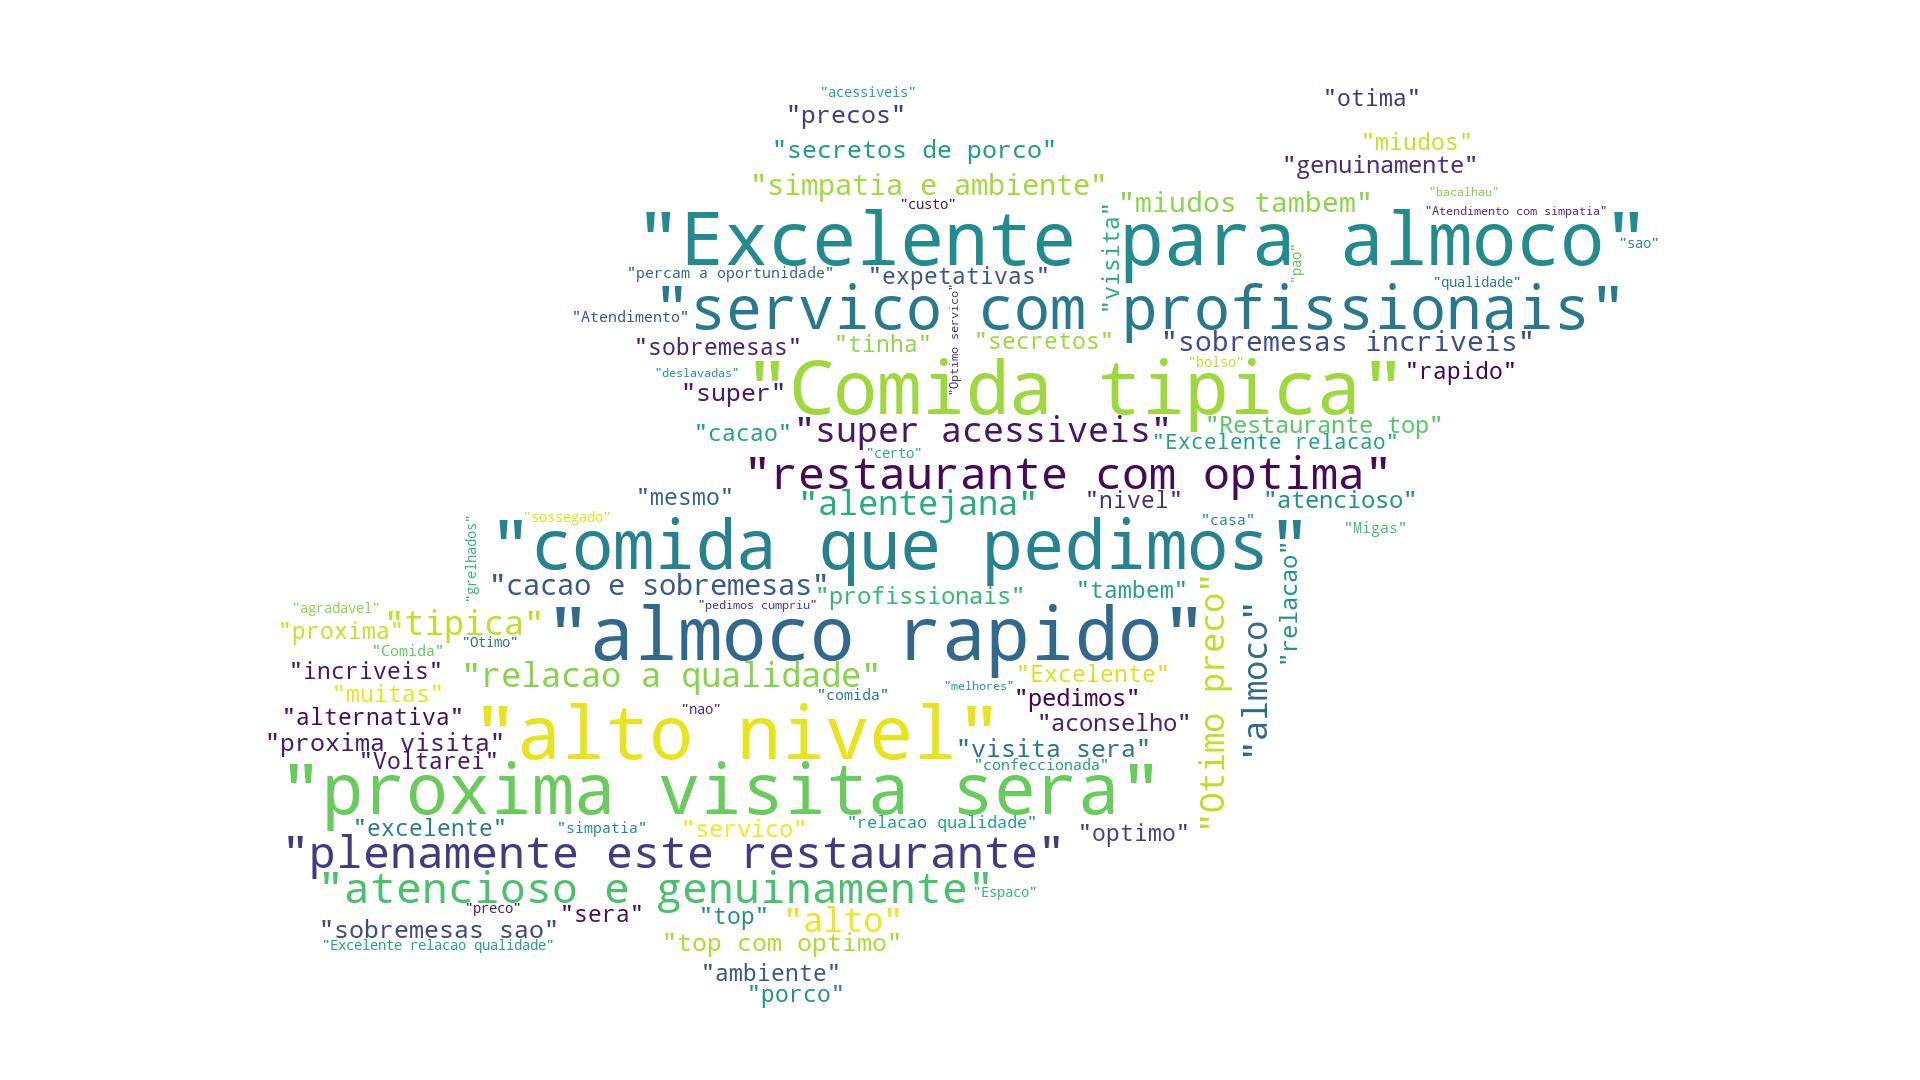 "acessiveis"
"otima"
"precos"
"miudos"
"secretos de porco"
"genuinamente"
"simpatia e ambiente"
"bacalhau"
"miudos tambem"
"custo"
"Atendimento com simpatia"
"Excelente para almoco"
"visita"
"sao"
"pao"
"percam a oportunidade"
"expetativas"
"qualidade"
"servico com profissionais"
"Atendimento"
"Optimo servico"
"sobremesas"
"tinha"
"secretos"
"sobremesas incriveis"
"bolso"
"deslavadas"
"Comida tipica"
"rapido"
"super"
"cacao"
"super acessiveis"
"Restaurante top"
"Excelente relacao"
"certo"
"restaurante com optima"
"mesmo"
"alentejana"
"nivel"
"atencioso"
"sossegado"
"casa"
"Migas"
"grelhados"
"comida que pedimos"
"relacao"
"cacao e sobremesas"
"profissionais"
"tambem"
"agradavel"
"pedimos cumpriu"
"proxima"
"tipica"
"Otimo"
"almoco rapido"
"Otimo preco"
"almoco"
"Comida"
"incriveis"
"relacao a qualidade"
"Excelente"
"muitas"
"comida"
"melhores"
"pedimos"
"alternativa"
"nao"
"alto nivel"
"aconselho"
"proxima visita"
"visita sera"
"Voltarei"
"confeccionada"
"proxima visita sera"
"excelente"
"simpatia"
"servico"
"relacao qualidade"
"optimo"
"plenamente este restaurante"
"atencioso e genuinamente"
"Espaco"
"preco"
"sera"
"top"
"alto"
"sobremesas sao"
"Excelente relacao qualidade"
"top com optimo"
"ambiente"
"porco"